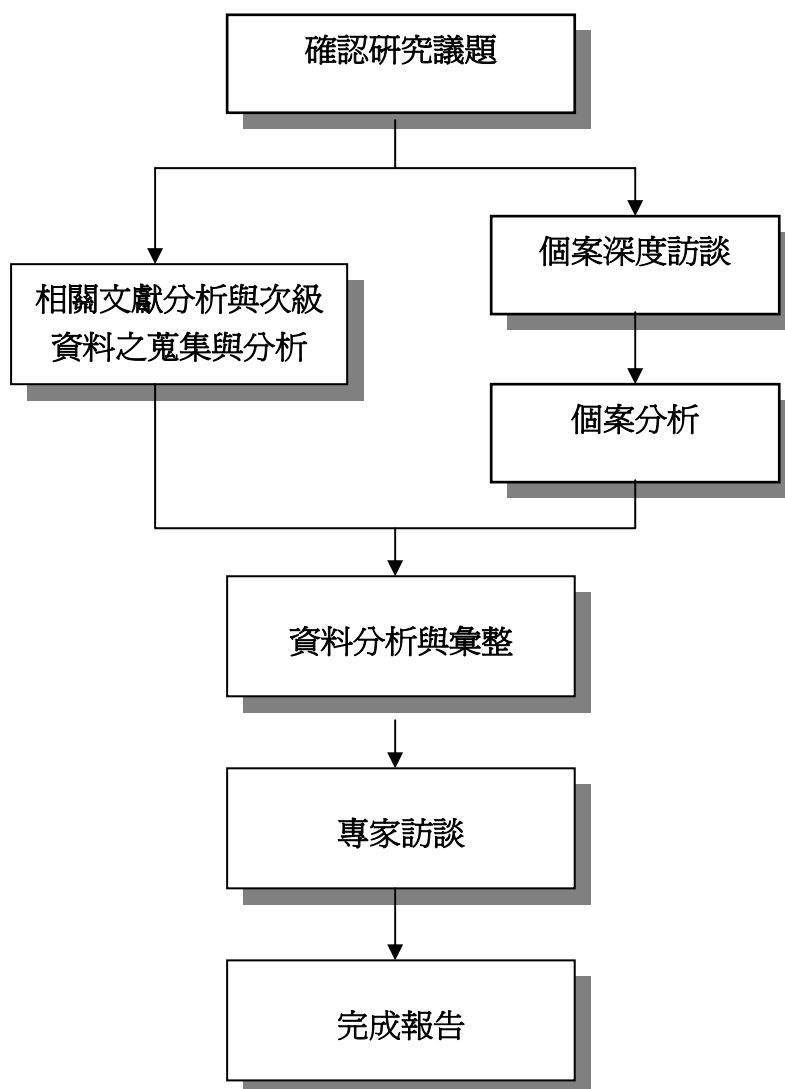 確認研究議題
個案深度訪談
相關文獻分析與次級
資料之蒐集與分析
個案分析
資料分析與彙整
專家訪談
完成報告